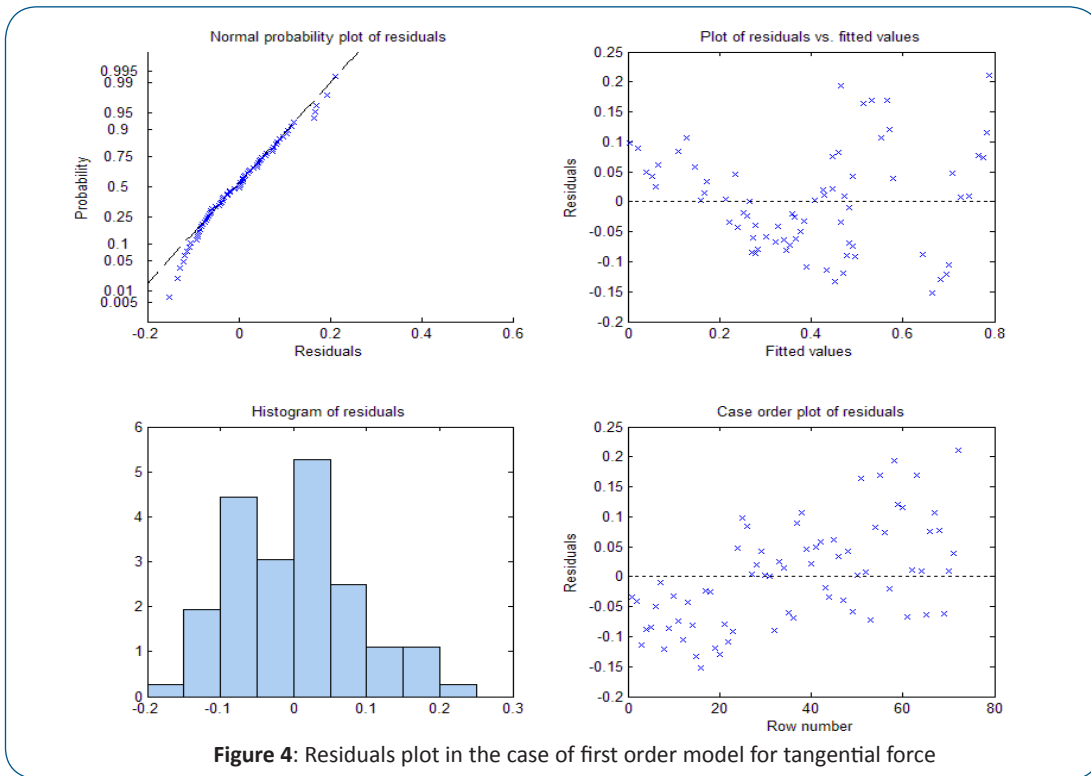 Normal probability plot of residuals
0.995
0.99
0.95
0.9
0.75
0.5
0.25
0.1
0.05
0.01
0.005
Probability
-0.2 0 0.2 0.4 0.6
Residuals
Plot of residuals vs. fitted values
0.25
0.2
0.15
0.1
0.05
0
-0.05
-0.1
-0.15
-0.2
Residuals
0 0.2 0.4 0.6 0.8
Fitted values
Histogram of residuals
6
5
4
3
2
1
0
-0.2 -0.1 0 0.1 0.2 0.3
Case order plot of residuals
0.25
0.2
0.15
0.1
0.05
0
-0.05
-0.1
-0.15
-0.2
Residuals
0 20 40 60 80
Row number
Figure 4: Residuals plot in the case of first order model for tangential force